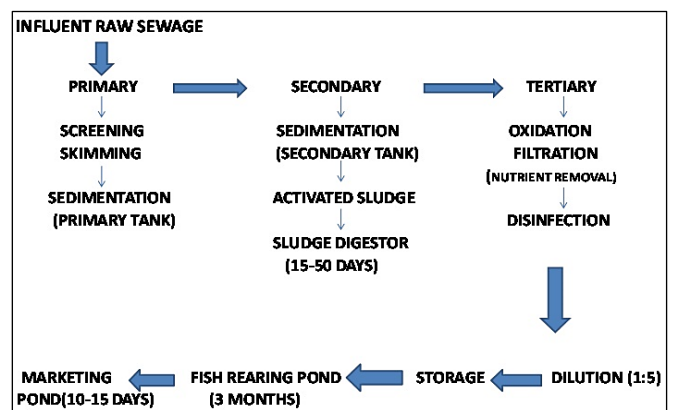 INFLUENT RAW SEWAGE
PRIMARY
SECONDARY
TERTIARY
SCREENING
SKIMMING
SEDIMENTATION
(PRIMARY TANK)
SEDIMENTATION
(SECONDARY TANK)
ACTIVATED SLUDGE
SLUDGE DIGESTOR
(15-50 DAYS)
OXIDATION
FILTRATION
(NUTRIENT REMOVAL)
DISINFECTION
DILUTION (1:5)
STORAGE
FISH REARING POND
(3 MONTHS)
MARKETING
POND(10-15 DAYS)